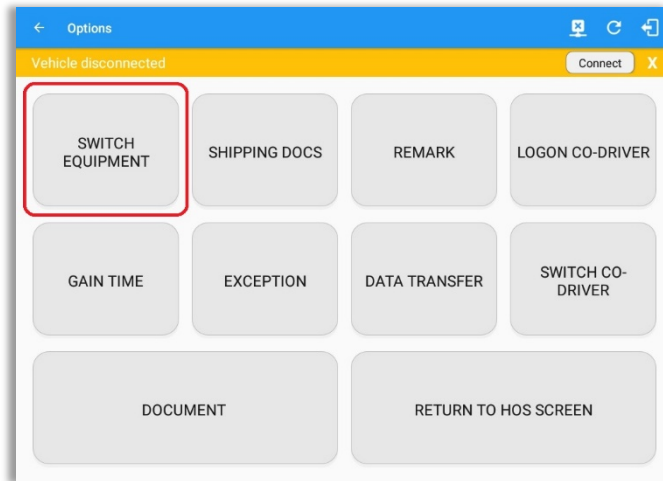 Options
Vehicle disconnected
Connect
X
SWITCH
EQUIPMENT
SHIPPING DOCS
REMARK
LOGON CO-DRIVER
GAIN TIME
EXCEPTION
DATA TRANSFER
SWITCH CO-
DRIVER
DOCUMENT
RETURN TO HOS SCREEN